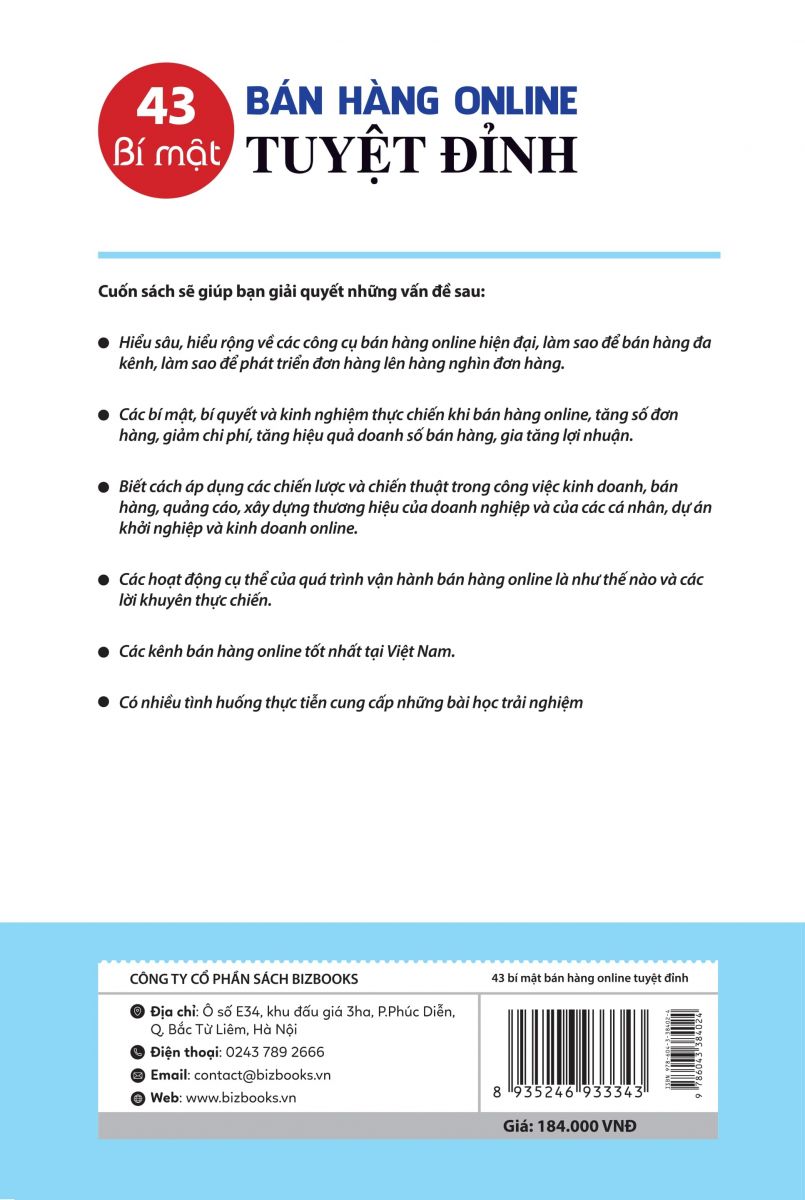 43
Bí mật
BÁN HÀNG ONLINE
TUYỆT ĐỈNH
Cuốn sách sẽ giúp bạn giải quyết những vấn đề sau:
● Hiểu sâu, hiểu rộng về các công cụ bán hàng online hiện đại, làm sao để bán hàng đa
kênh, làm sao để phát triển đơn hàng lên hàng nghìn đơn hàng.
● Các bí mật, bí quyết và kinh nghiệm thực chiến khi bán hàng online, tăng số đơn
hàng, giảm chi phí, tăng hiệu quả doanh số bán hàng, gia tăng lợi nhuận.
● Biết cách áp dụng các chiến lược và chiến thuật trong công việc kinh doanh, bán
hàng, quảng cáo, xây dựng thương hiệu của doanh nghiệp và của các cá nhân, dự án
khởi nghiệp và kinh doanh online.
● Các hoạt động cụ thể của quá trình vận hành bán hàng online là như thế nào và các
lời khuyên thực chiến.
● Các kênh bán hàng online tốt nhất tại Việt Nam.
● Có nhiều tình huống thực tiễn cung cấp những bài học trải nghiệm
CÔNG TY CỔ PHẦN SÁCH BIZBOOKS
Địa chỉ: Ô số E34, khu đấu giá 3ha, P.Phúc Diễn,
Q, Bắc Từ Liêm, Hà Nội
Điện thoại: 0243 789 2666
Email: contact@bizbooks.vn
Web: www.bizbooks.vn
43 bí mật bán hàng online tuyệt đỉnh
8 935246 933343
ISBN 978-604-3-38402-4
9 786043 384024
Giá: 184.000 VNĐ